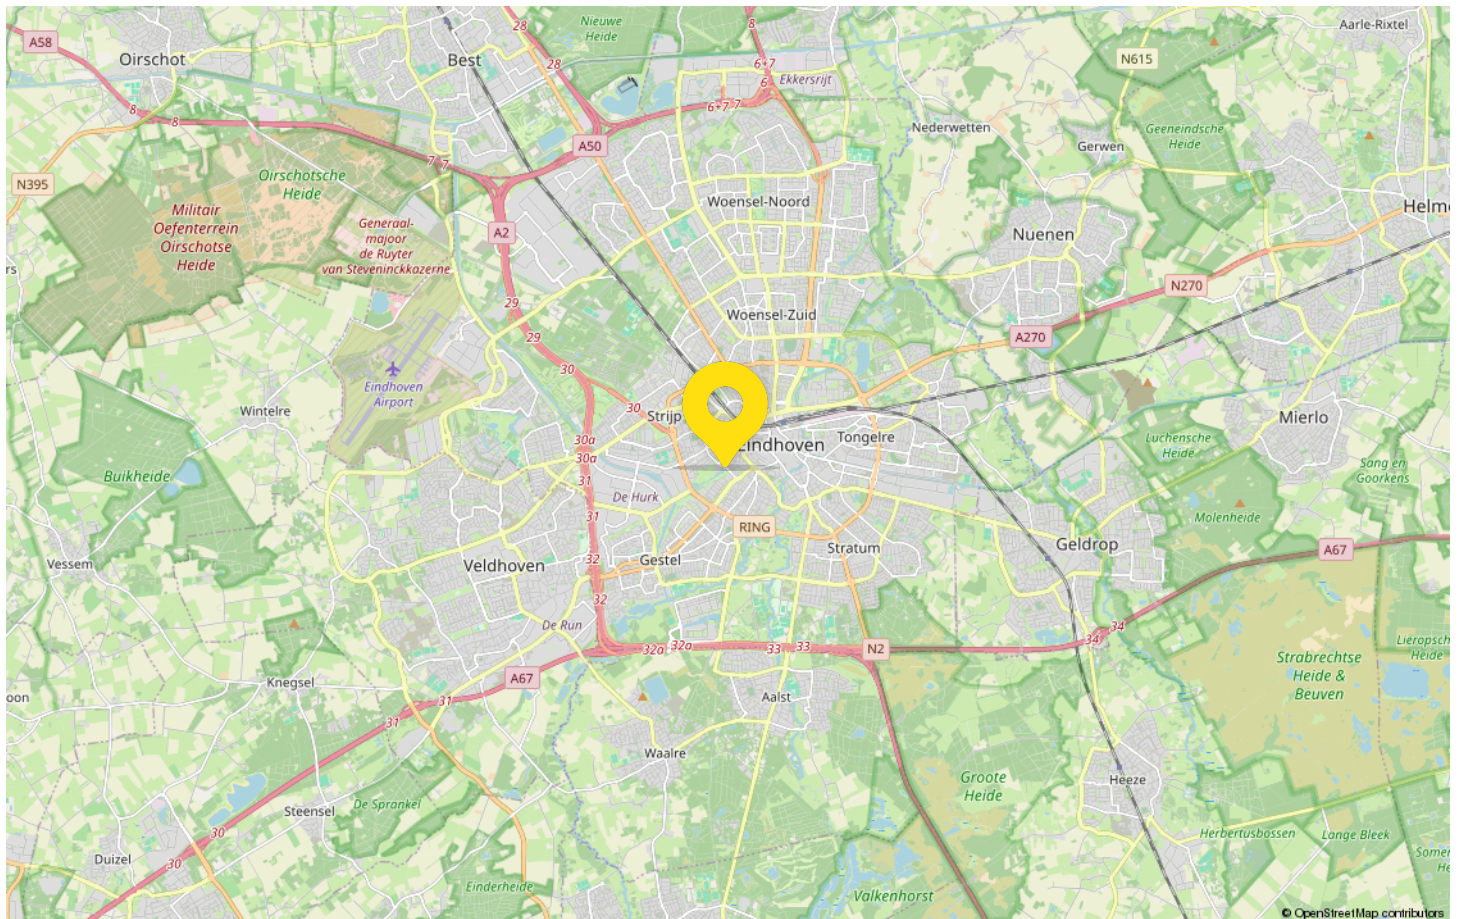 28
Nieuwe
Heide
8
Aarle-Rixtel
A58
Oirschot
Best
28
6+7
N615
6
Ekkersrijt
8
8
6+7
7
Nederwetten
Geeneindsche
Heide
A50
Gerwen
7
7
Oirschotsche
Heide
N395
Woensel-Noord
Militair
Oefenterrein
Oirschotse
Heide
Generaal-
majoor
de Ruyter
van Steveninckkazerne
A2
Nuenen
Helm
rs
N270
29
Woensel-Zuid
29
A270
30
Eindhoven
Airport
Wintelre
30
Strijp
Mierlo
30a
Eindhoven
Tongelre
Luchensche
Heide
30a
Buikheide
31
Sang en
Goorkens
De Hurk
31
Molenheide
RING
Vessem
32
Gestel
Stratum
Geldrop
A67
Veldhoven
32
De Run
34
34
32a
32a
33
33
N2
Lieropsch
Heide
Strabrechtse
Heide &
Beuven
Knegsel
A67
oon
Aalst
31
31
Waalre
Groote
Heide
Heeze
De Sprankel
Steensel
30
Herbertusbossen
Lange Bleek
Duizel
30
Somer
He
Einderheide
Valkenhorst
© OpenStreetMap contributors